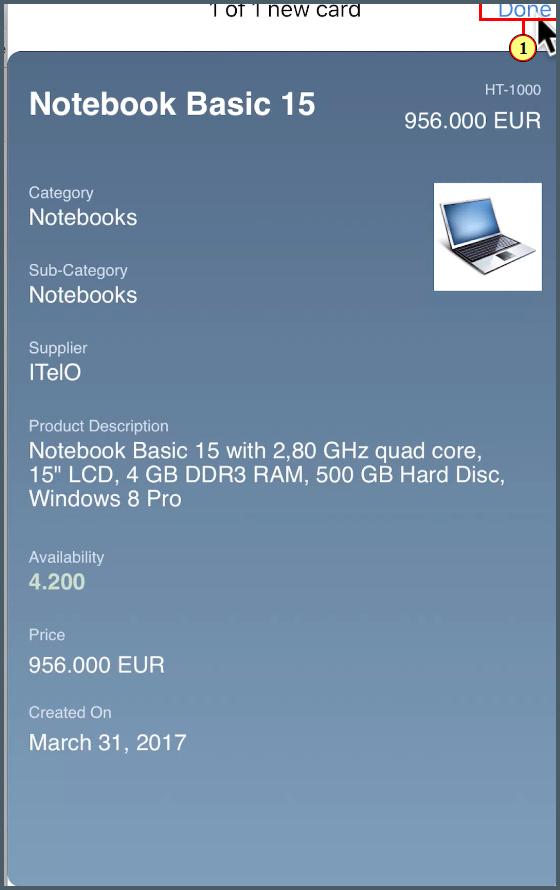 1 of 1 new card
Done
1
Notebook Basic 15
HT-1000
956.000 EUR
Category
Notebooks
Sub-Category
Notebooks
Supplier
ITelO
Product Description
Notebook Basic 15 with 2,80 GHz quad core,
15" LCD, 4 GB DDR3 RAM, 500 GB Hard Disc,
Windows 8 Pro
Availability
4.200
Price
956.000 EUR
Created On
March 31, 2017